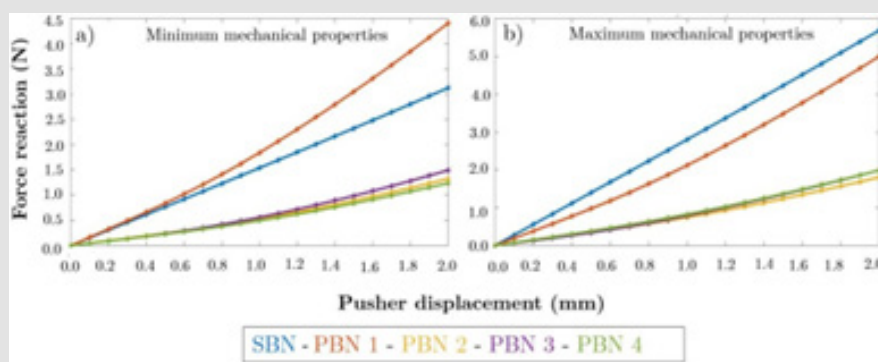 a) Minimum mechanical properties
4.5
4.0
3.5
3.0
2.5
2.0
1.5
1.0
0.5
0.0
0.0 0.2 0.4 0.6 0.8 1.0 1.2 1.4 1.6 1.8 2.0
Force reaction (N)
b) Maximum mechanical properties
6.0
5.0
4.0
3.0
2.0
1.0
0.0
0.0 0.2 0.4 0.6 0.8 1.0 1.2 1.4 1.6 1.8 2.0
Pusher displacement (mm)
SBN - PBN 1 - PBN 2 - PBN 3 - PBN 4